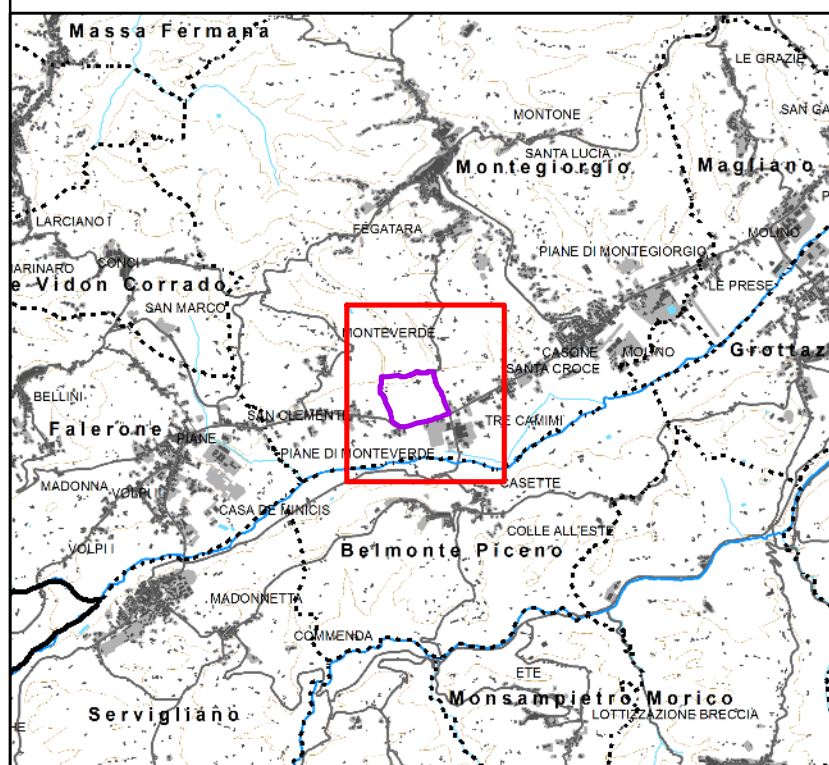 Massa Fermana
LE GRAZIE
MONTONE
SAN GA
SANTA LUCIA
Montegiorgio
Magliano
LARCIANO I
FEGATARA
MOLINO
PIANE DI MONTEGIORGIO
MARINARO
CONCI
LE PRESE
e Vidon Corrado
SAN MARCO
MONTEVERDE
CASONE
MOLINO
Grottaz
SANTA CROCE
BELLINI
SAN CLEMENTE
TRE CAMIMI
Falerone
PIANE
PIANE DI MONTEVERDE
MADONNA
VOLPI I
CASETTE
CASA DE MINICIS
COLLE ALL'ESTE
VOLPI I
Belmonte Piceno
MADONNETTA
COMMENDA
ETE
Monsampietro Morico
Servigliano
LOTTIZZAZIONE BRECCIA
HE